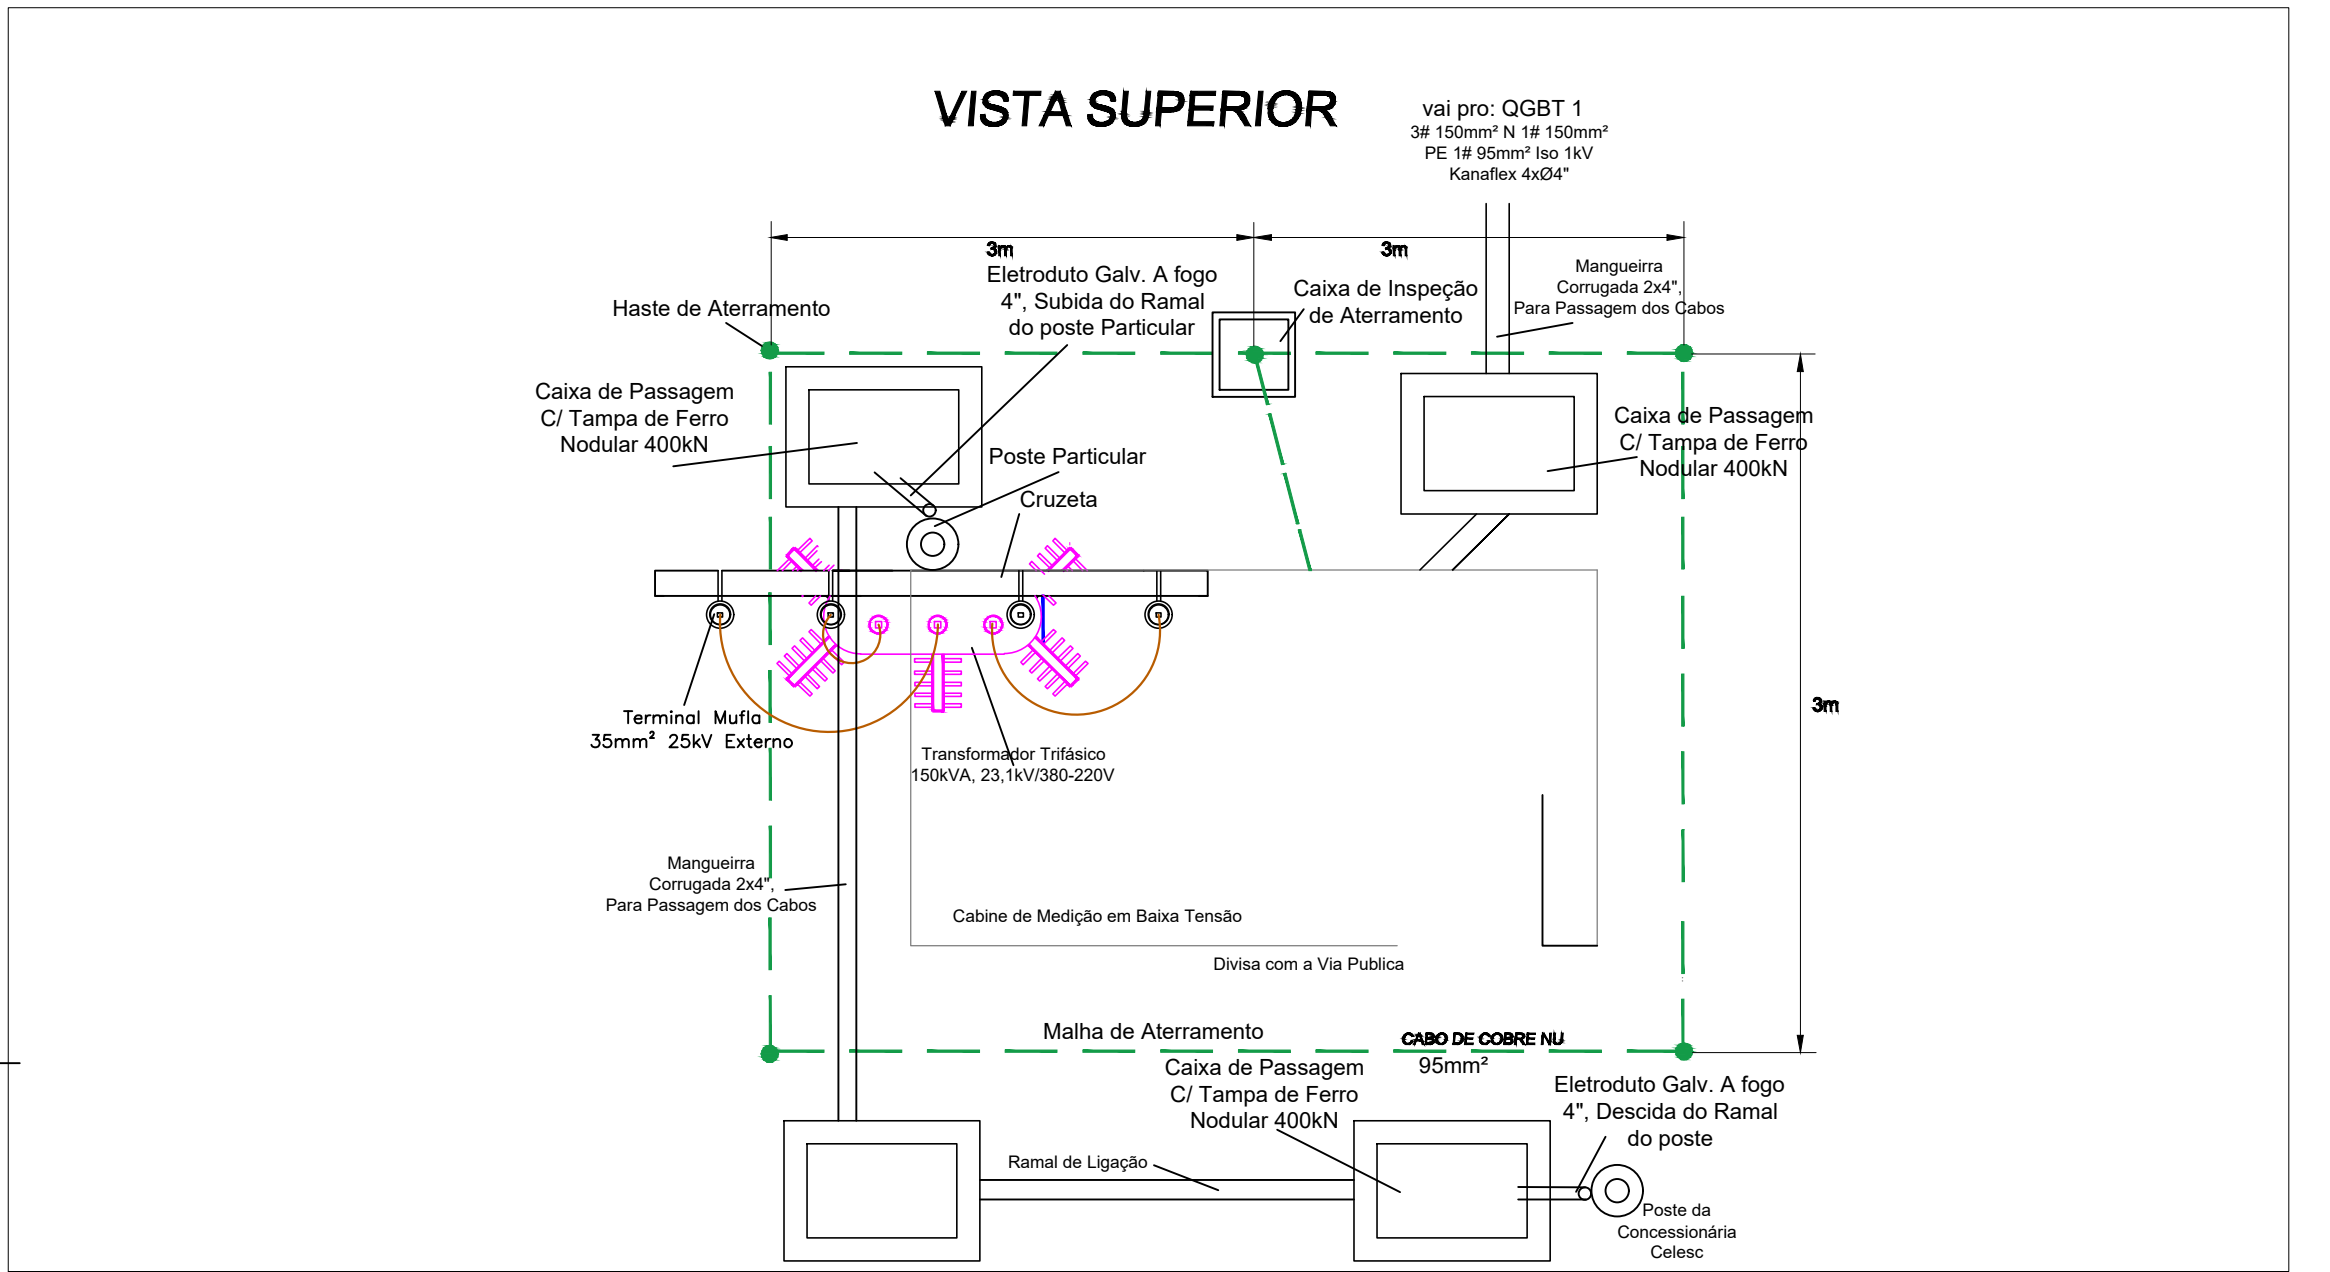 VISTA SUPERIOR
vai pro: QGBT 1
3# 150mm² N 1# 150mm²
PE 1# 95mm² Iso 1kV
Kanaflex 4xØ4"
3m
3m
Eletroduto Galv. A fogo
4", Subida do Ramal
do poste Particular
Caixa de Inspeção
de Aterramento
Mangueirra
Corrugada 2x4",
Para Passagem dos Cabos
Haste de Aterramento
Caixa de Passagem
C/ Tampa de Ferro
Nodular 400kN
Poste Particular
Cruzeta
Caixa de Passagem
C/ Tampa de Ferro
Nodular 400kN
Terminal Mufla
35mm² 25kV Externo
3m
Transformador Trifásico
150kVA, 23,1kV/380-220V
Mangueirra
Corrugada 2x4",
Para Passagem dos Cabos
Cabine de Medição em Baixa Tensão
Divisa com a Via Publica
Malha de Aterramento
CABO DE COBRE NU
95mm²
Caixa de Passagem
C/ Tampa de Ferro
Nodular 400kN
Eletroduto Galv. A fogo
4", Descida do Ramal
do poste
Ramal de Ligação
Poste da
Concessionária
Celesc